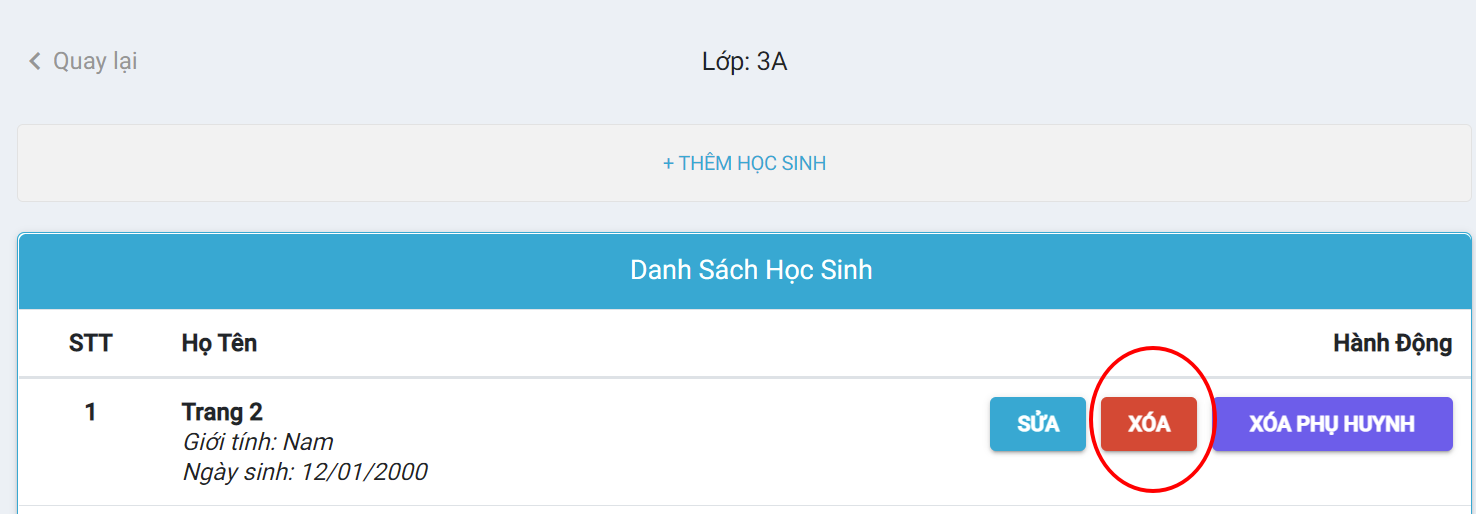 Quay lại
Lớp: 3A
+ THÊM HỌC SINH
Danh Sách Học Sinh
STT Họ Tên Hành Động
1 Trang 2 SỬA XÓA XÓA PHỤ HUYNH
Giới tính: Nam
Ngày sinh: 12/01/2000